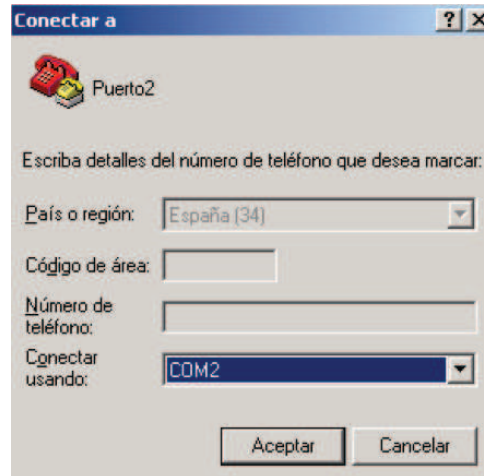 Conectar a
Puerto2
Escriba detalles del número de teléfono que desea marcar:
País o región: España (34)
Código de área:
Número de
teléfono:
Conectar
usando: COM2
Aceptar Cancelar